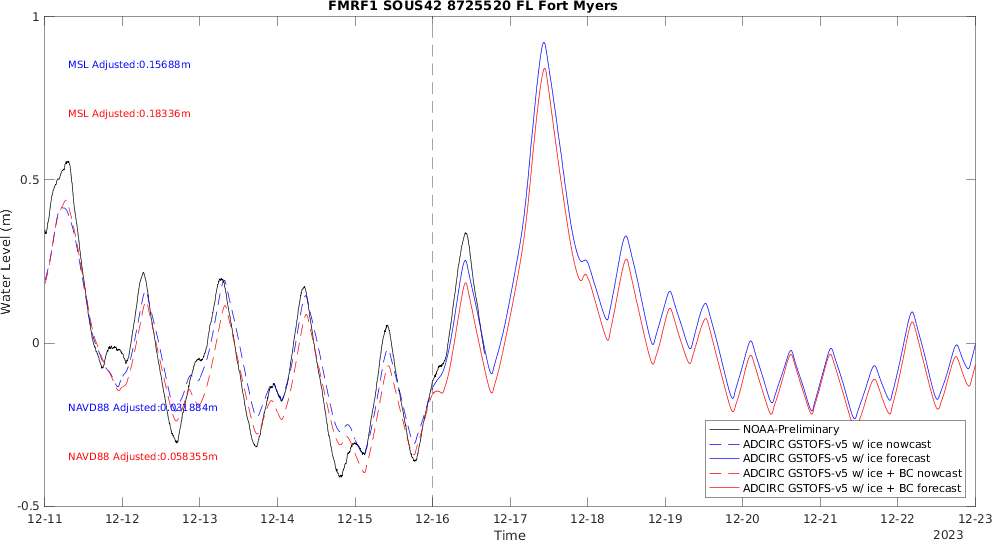 FMRF1 SOUS42 8725520 FL Fort Myers
1
0.5
0
-0.5
Water Level (m)
MSL Adjusted:0.15688m
MSL Adjusted:0.18336m
NAVD88 Adjusted:0.031884m
NAVD88 Adjusted:0.058355m
NOAA-Preliminary
ADCIRC GSTOFS-v5 w/ ice nowcast
ADCIRC GSTOFS-v5 w/ ice forecast
ADCIRC GSTOFS-v5 w/ ice + BC nowcast
ADCIRC GSTOFS-v5 w/ ice + BC forecast
12-11 12-12 12-13 12-14 12-15 12-16 12-17 12-18 12-19 12-20 12-21 12-22 12-23
Time
2023